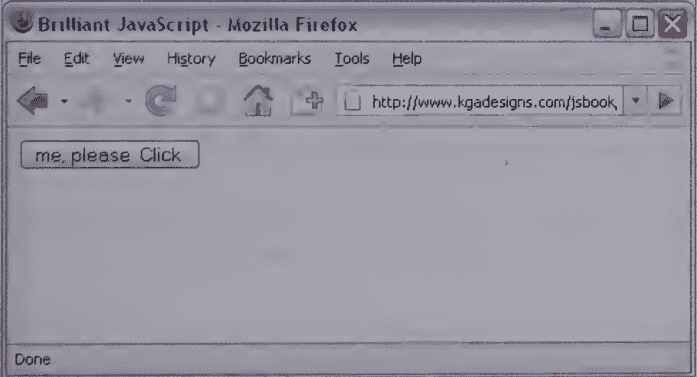 Brilliant JavaScript - Mozilla Firefox
File Edit View History Bookmarks Tools Help
http://www.kgadesigns.com/jsbook
me, please Click
Done